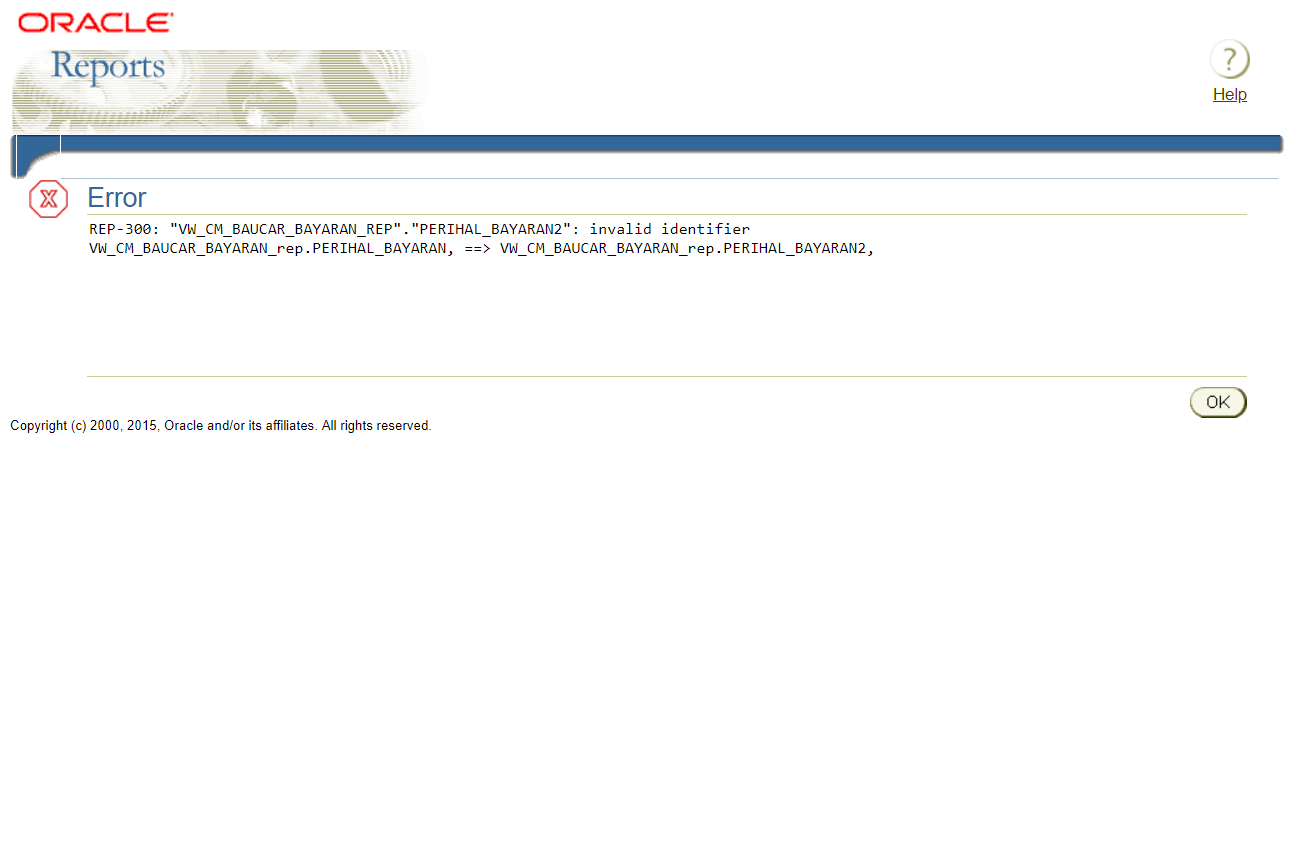 ORACLE
Reports
?
Help
X
Error
REP-300: "VW_CM_BAUCAR_BAYARAN_REP"."PERIHAL_BAYARAN2": invalid identifier
VW_CM_BAUCAR_BAYARAN_rep.PERIHAL_BAYARAN, ==> VW_CM_BAUCAR_BAYARAN_rep.PERIHAL_BAYARAN2,
OK
Copyright (c) 2000, 2015, Oracle and/or its affiliates. All rights reserved.